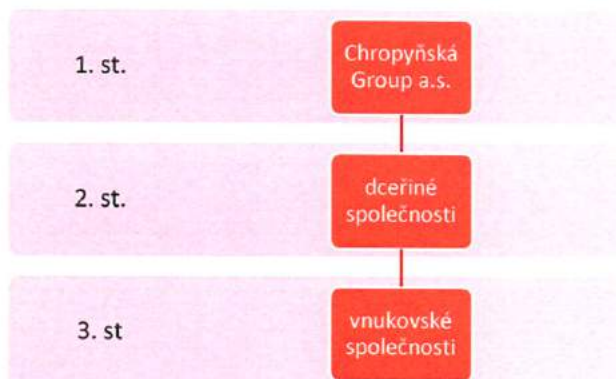 1. st.
Chropyňská
Group a.s.
2. st.
dceřiné
společnosti
3. st
vnukovské
společnosti